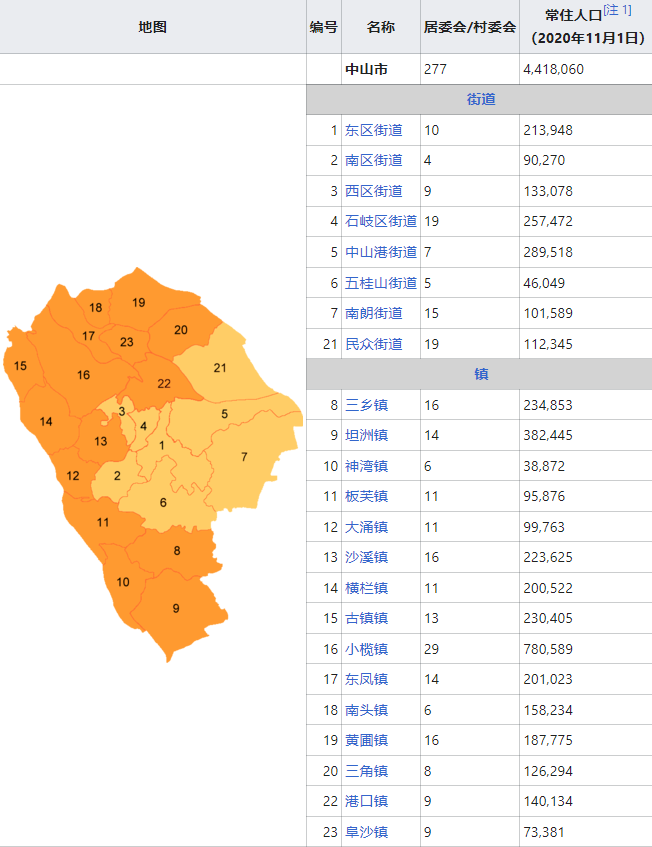 地图 编号 名称 居委会/村委会 常住人口[注 1]
（2020年11月1日）
中山市 277 4,418,060
街道
1 东区街道 10 213,948
2 南区街道 4 90,270
3 西区街道 9 133,078
4 石岐区街道 19 257,472
5 中山港街道 7 289,518
6 五桂山街道 5 46,049
7 南朗街道 15 101,589
21 民众街道 19 112,345
镇
8 三乡镇 16 234,853
9 坦洲镇 14 382,445
10 神湾镇 6 38,872
11 板芙镇 11 95,876
12 大涌镇 11 99,763
13 沙溪镇 16 223,625
14 横栏镇 11 200,522
15 古镇镇 13 230,405
16 小榄镇 29 780,589
17 东凤镇 14 201,023
18 南头镇 6 158,234
19 黄圃镇 16 187,775
20 三角镇 8 126,294
22 港口镇 9 140,134
23 阜沙镇 9 73,381
19
18
20
17
23
15
21
16
22
3
5
14
4
13
1
7
12
2
6
11
8
10
9